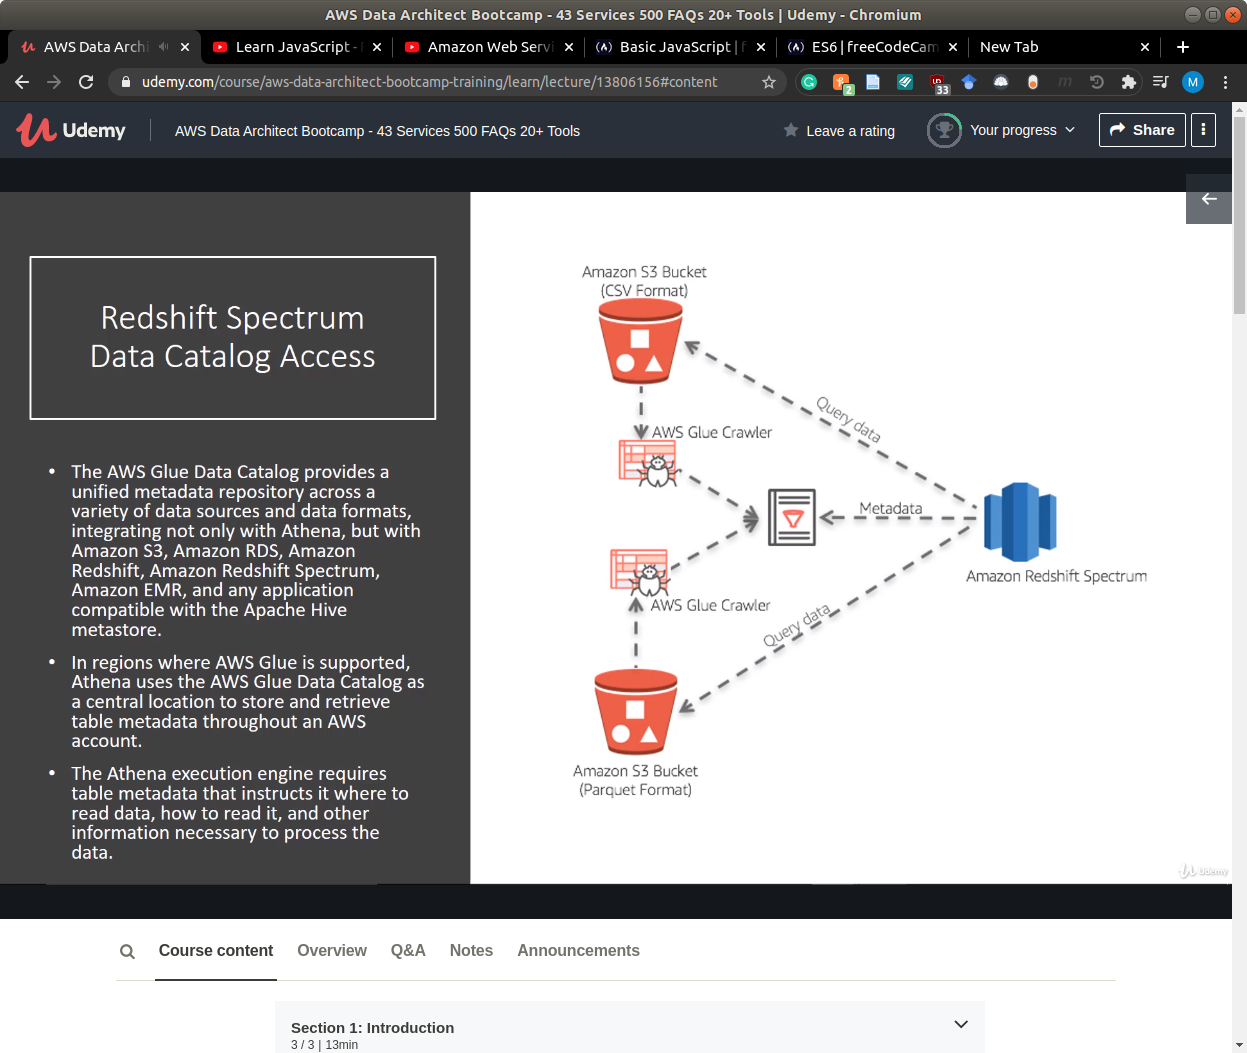 AWS Data Architect Bootcamp - 43 Services 500 FAQs 20+ Tools | Udemy - Chromium
AWS Data Archi
Learn JavaScript -
Amazon Web Servi
Basic JavaScript | f
ES6 | freeCodeCam
New Tab
udemy.com/course/aws-data-architect-bootcamp-training/learn/lecture/13806156#content
2
33
M
Udemy
AWS Data Architect Bootcamp - 43 Services 500 FAQs 20+ Tools
Leave a rating
Your progress
Share
Redshift Spectrum
Data Catalog Access
• The AWS Glue Data Catalog provides a
unified metadata repository across a
variety of data sources and data formats,
integrating not only with Athena, but with
Amazon S3, Amazon RDS, Amazon
Redshift, Amazon Redshift Spectrum,
Amazon EMR, and any application
compatible with the Apache Hive
metastore.
• In regions where AWS Glue is supported,
Athena uses the AWS Glue Data Catalog as
a central location to store and retrieve
table metadata throughout an AWS
account.
• The Athena execution engine requires
table metadata that instructs it where to
read data, how to read it, and other
information necessary to process the
data.
Amazon S3 Bucket
(CSV Format)
Query data
AWS Glue Crawler
Metadata
Amazon Redshift Spectrum
AWS Glue Crawler
Query data
Amazon S3 Bucket
(Parquet Format)
Udemy
Course content
Overview
Q&A
Notes
Announcements
Section 1: Introduction
3 / 3 | 13min